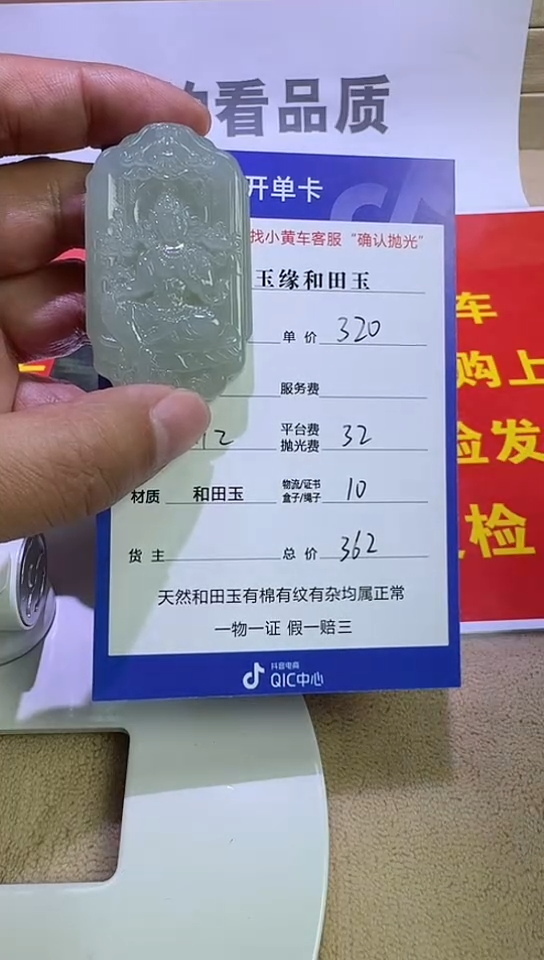 看品质
开单卡
找小黄车客服“确认抛光”
玉缘和田玉
单价 320
服务费
12 平台费 抛光费 32
材质 和田玉 物流/证书 盒子/绳子 10
货主 总价 362
天然和田玉有棉有纹有杂均属正常
一物一证 假一赔三
抖音电商
QIC中心
车
购上
验发
检